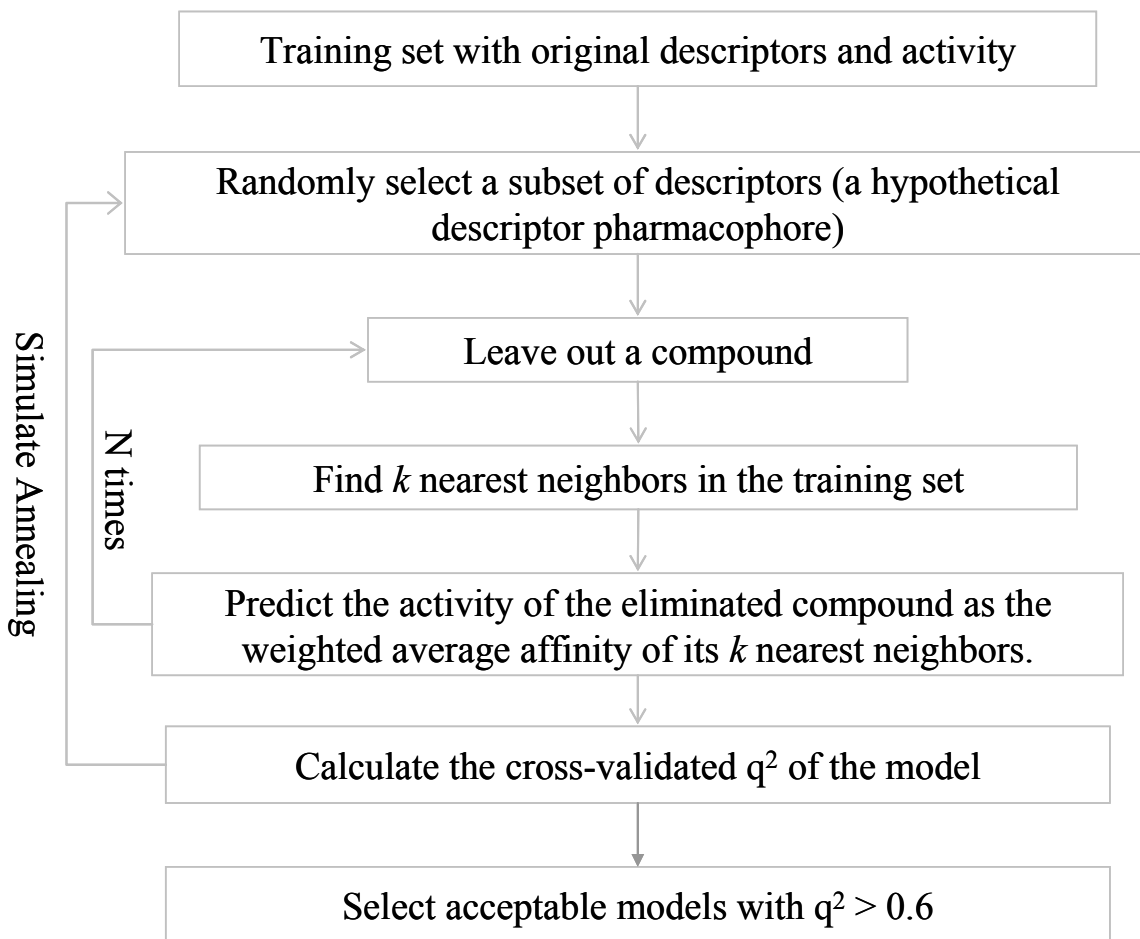 Training set with original descriptors and activity
Randomly select a subset of descriptors (a hypothetical
descriptor pharmacophore)
Leave out a compound
Find k nearest neighbors in the training set
Predict the activity of the eliminated compound as the
weighted average affinity of its k nearest neighbors.
Calculate the cross-validated q² of the model
Select acceptable models with q² > 0.6
Simulate Annealing
N times